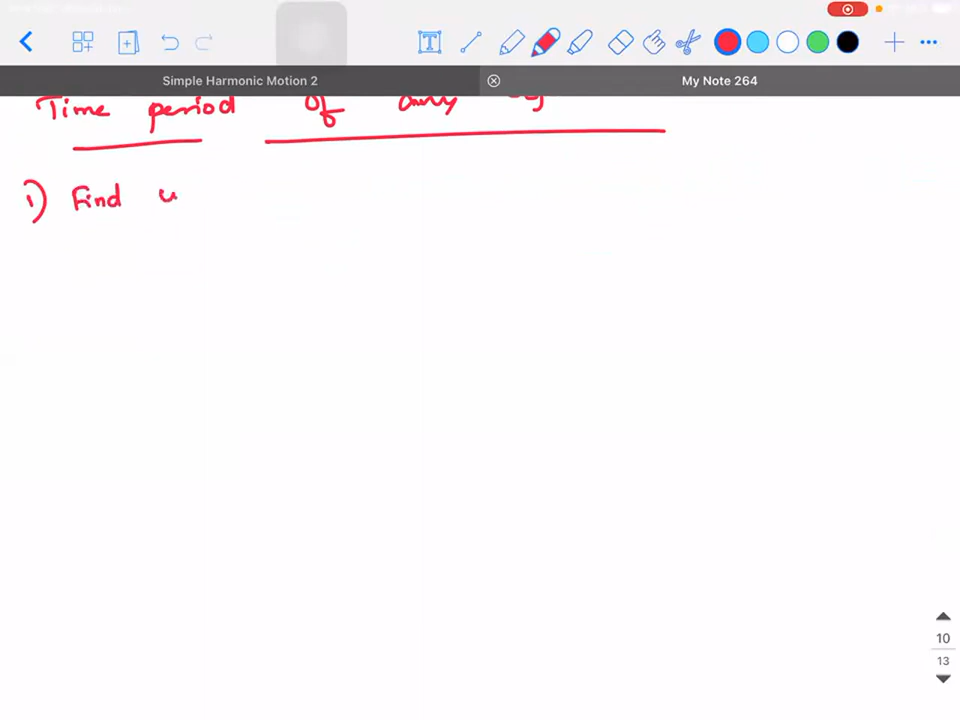 Simple Harmonic Motion 2
My Note 264
Time period of any
1) Find
10
13